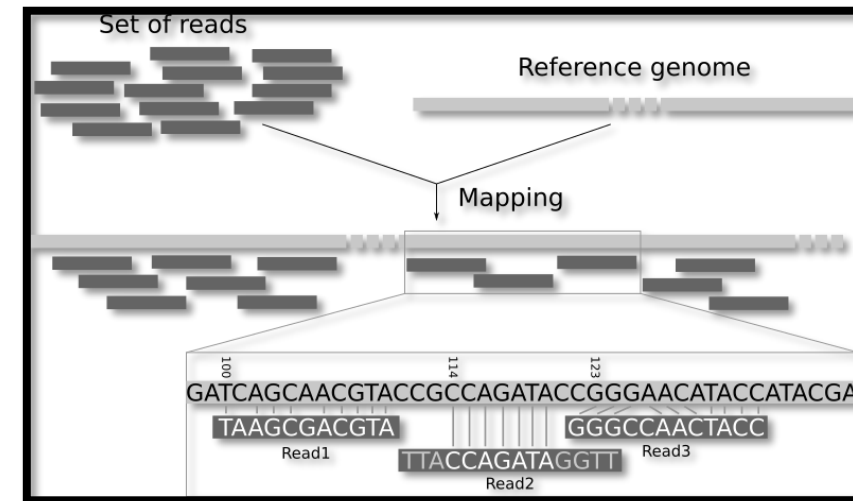 Set of reads
Reference genome
Mapping
100 114 123
GATCAGCAACGTACCGCCAGATACCGGGAACATACCATACGA
TAAGCGACGTA
Read1
TTACCAGATAGGTT
Read2
GGGCCAACTACC
Read3